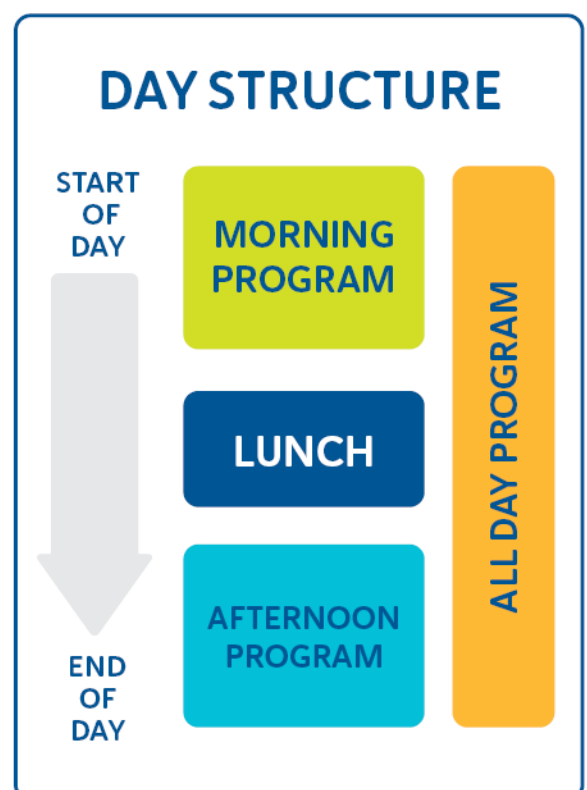 DAY STRUCTURE
START
OF
DAY
MORNING
PROGRAM
LUNCH
AFTERNOON
PROGRAM
END
OF
DAY
ALL DAY PROGRAM